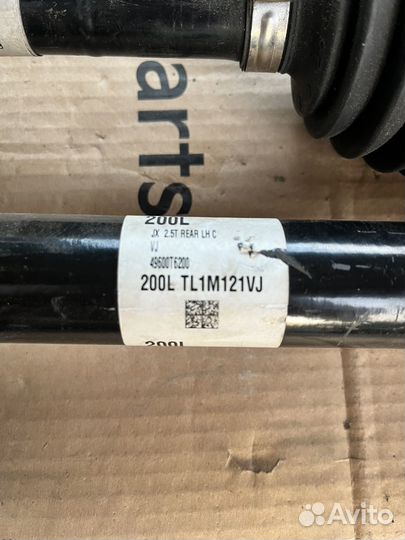 arts
200L
JX 2.5T REAR LH C
VJ
49600T6200
200L TL1M121VJ
200L
Avito